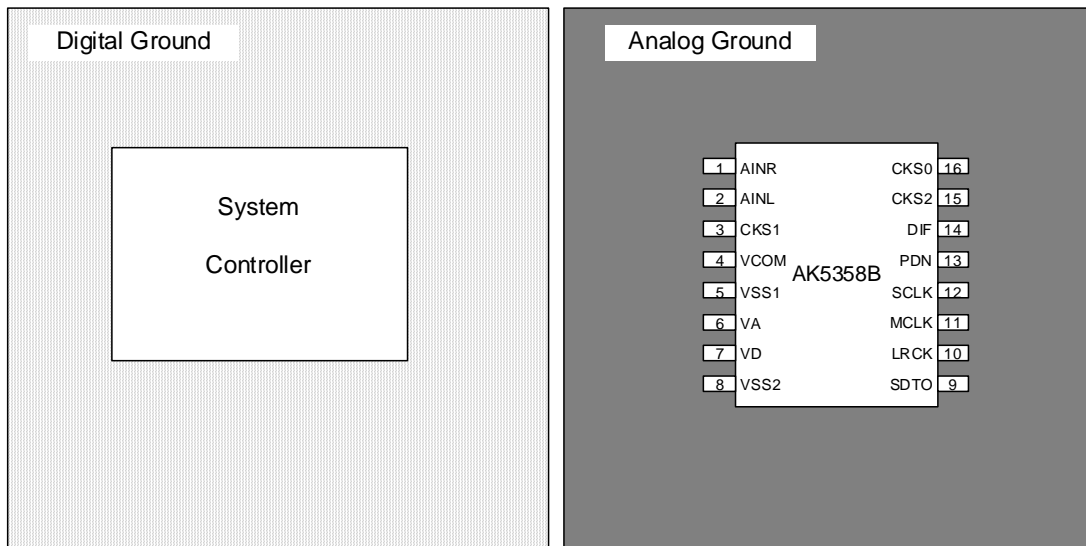 Digital Ground
System
Controller
Analog Ground
1 AINR
2 AINL
3 CKS1
4 VCOM
5 VSS1
6 VA
7 VD
8 VSS2
AK5358B
CKS0 16
CKS2 15
DIF 14
PDN 13
SCLK 12
MCLK 11
LRCK 10
SDTO 9